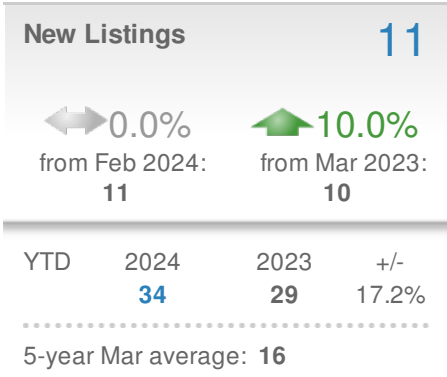 New Listings 11
0.0% 10.0%
from Feb 2024: from Mar 2023:
11 10
YTD 2024 2023 +/-
34 29 17.2%
5-year Mar average: 16